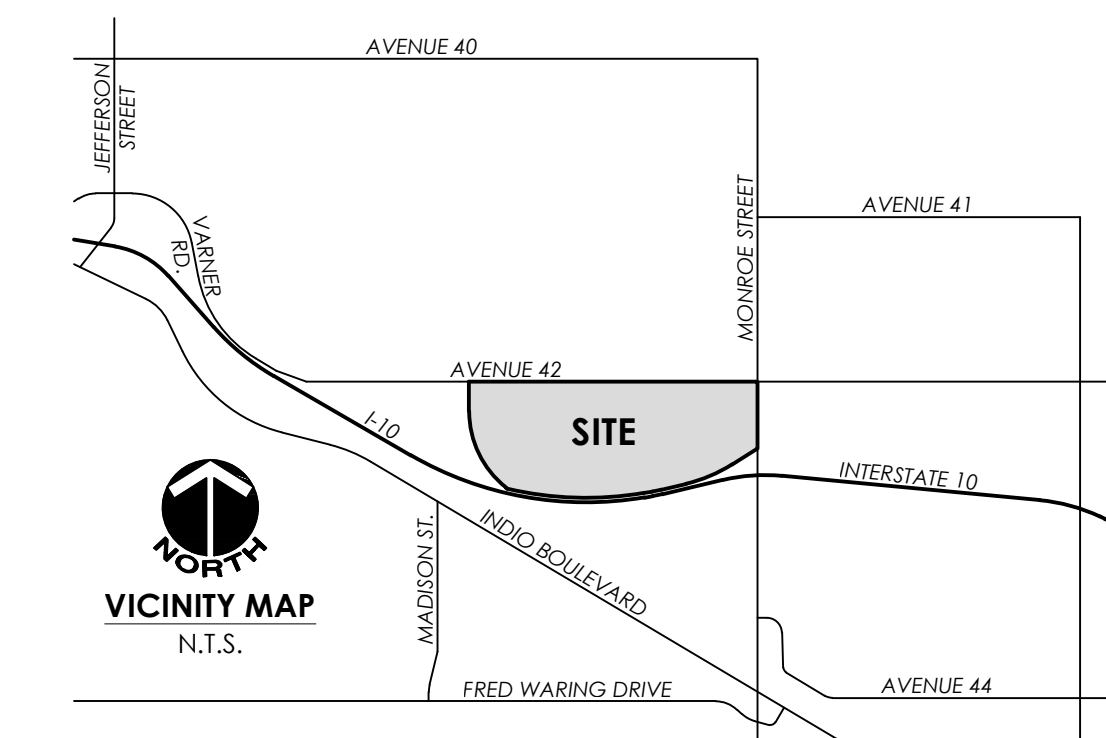 AVENUE 40
JEFFERSON
STREET
MONROE STREET
AVENUE 41
VARNER
RD.
AVENUE 42
I-10
SITE
INTERSTATE 10
NORTH
VICINITY MAP
N.T.S.
MADISON ST.
INDIO BOULEVARD
FRED WARING DRIVE
AVENUE 44